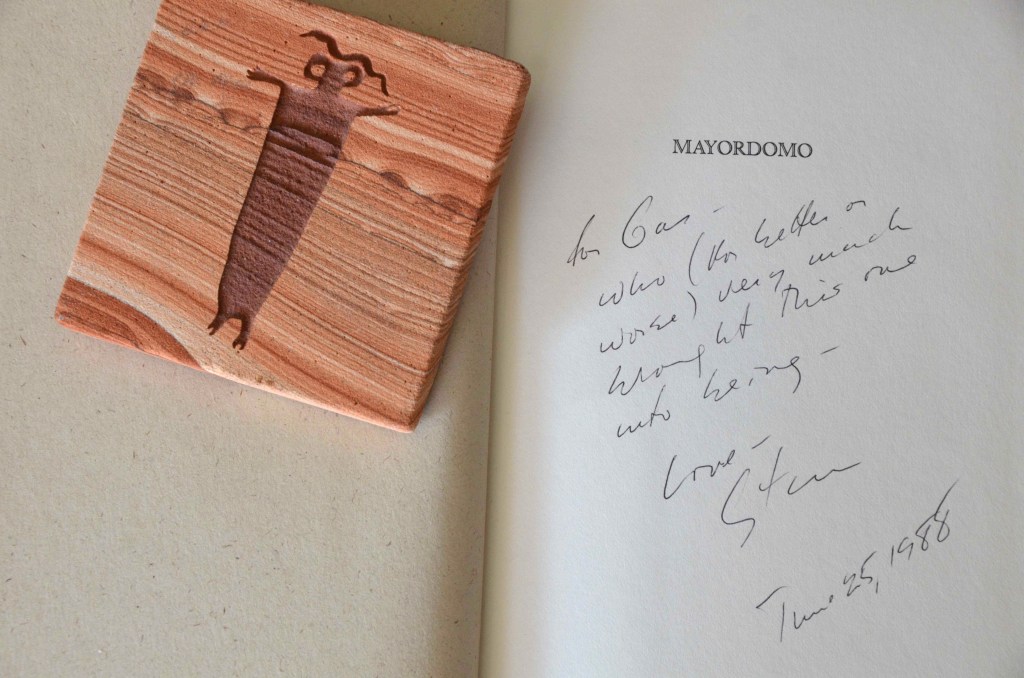 MAYORDOMO
for Gus –
who (for better or
worse) very much
brought this one
into being –
Love –
Stan
June 25, 1988